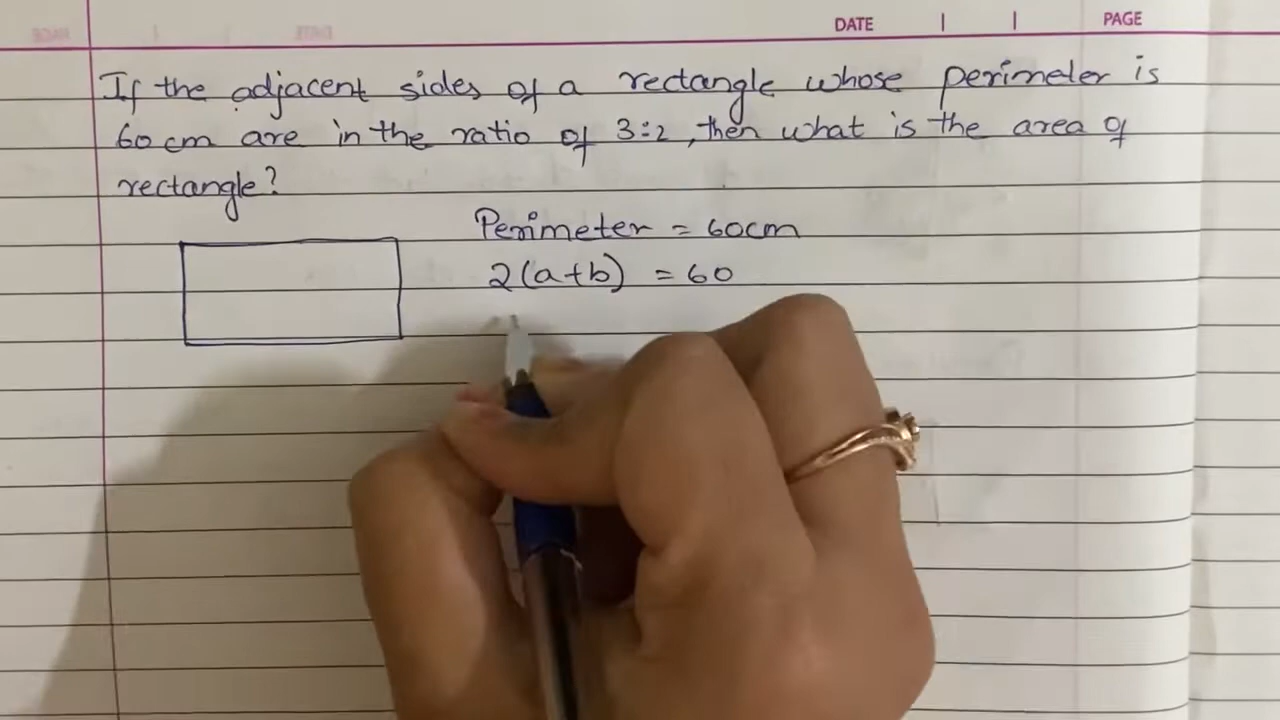 DATE | | PAGE
If the adjacent sides of a rectangle whose perimeter is
60 cm are in the ratio of 3:2, then what is the area of
rectangle?
Perimeter = 60cm
2(a+b) = 60